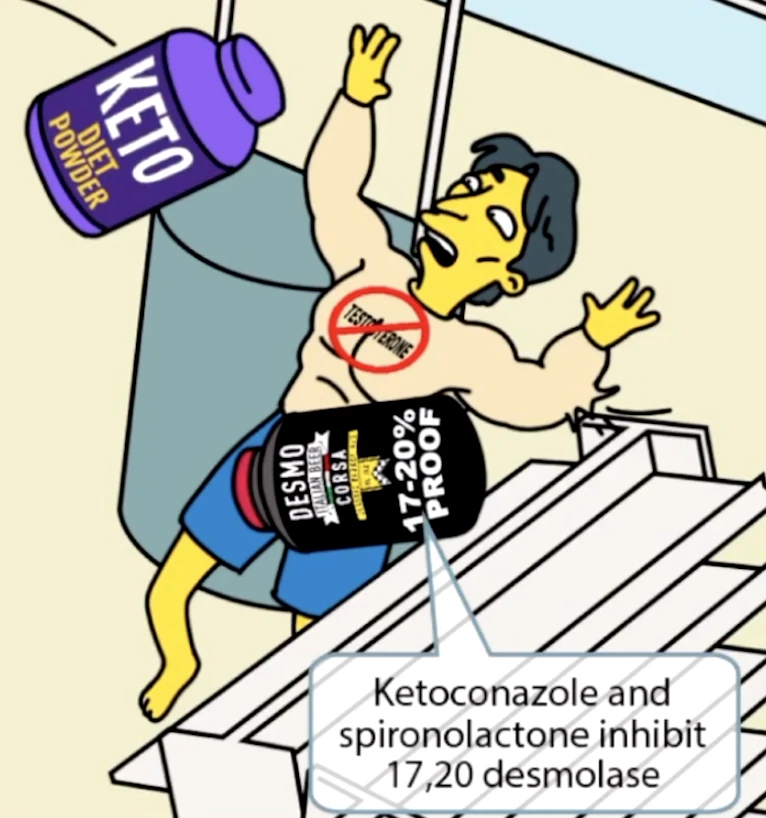 KETO
DIET
POWDER
TESTOSTERONE
DESMO
ITALIAN BEER
CORSA
17-20%
PROOF
Ketoconazole and
spironolactone inhibit
17,20 desmolase